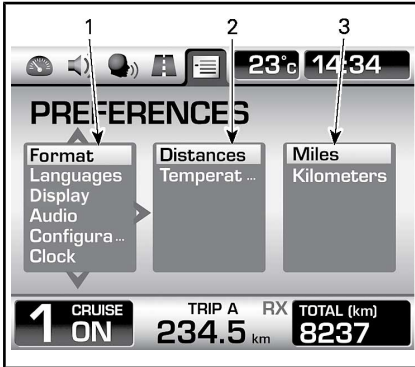 1 2 3
23°c 14:34
PREFERENCES
Format
Languages
Display
Audio
Configura...
Clock
Distances
Temperat ...
Miles
Kilometers
1 CRUISE ON
TRIP A
234.5 km
RX
TOTAL (km)
8237